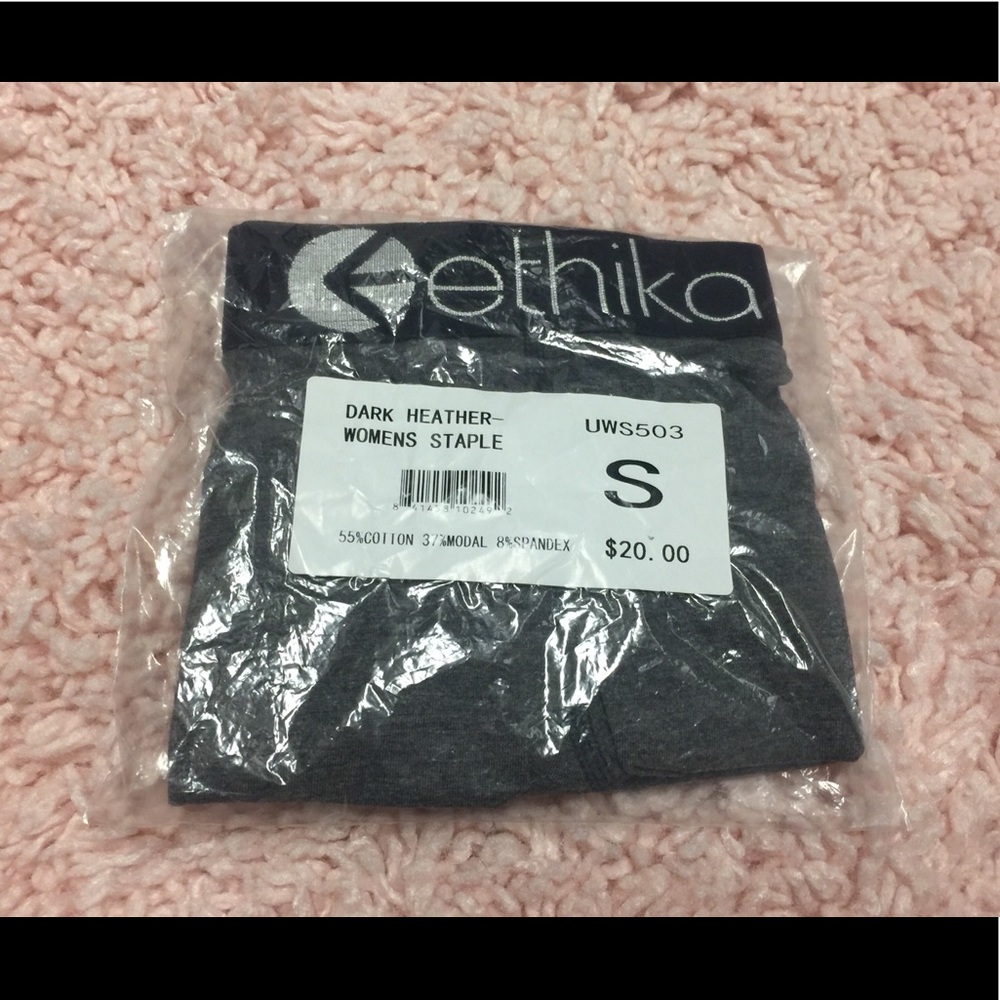 ethika
DARK HEATHER-
WOMENS STAPLE
UWS503
S
55%COTTON 37%MODAL 8%SPANDEX
$20.00